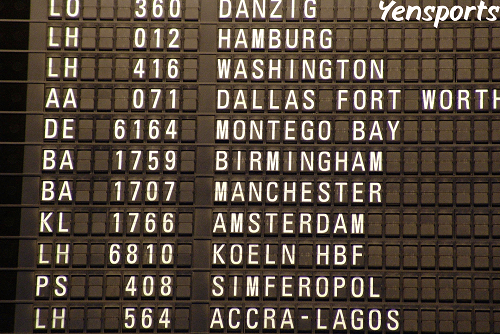 Yensports
LO 360 DANZIG
LH 012 HAMBURG
LH 416 WASHINGTON
AA 071 DALLAS FORT WORTH
DE 6164 MONTEGO BAY
BA 1759 BIRMINGHAM
BA 1707 MANCHESTER
KL 1766 AMSTERDAM
LH 6810 KOELN HBF
PS 408 SIMFEROPOL
LH 564 ACCRA-LAGOS